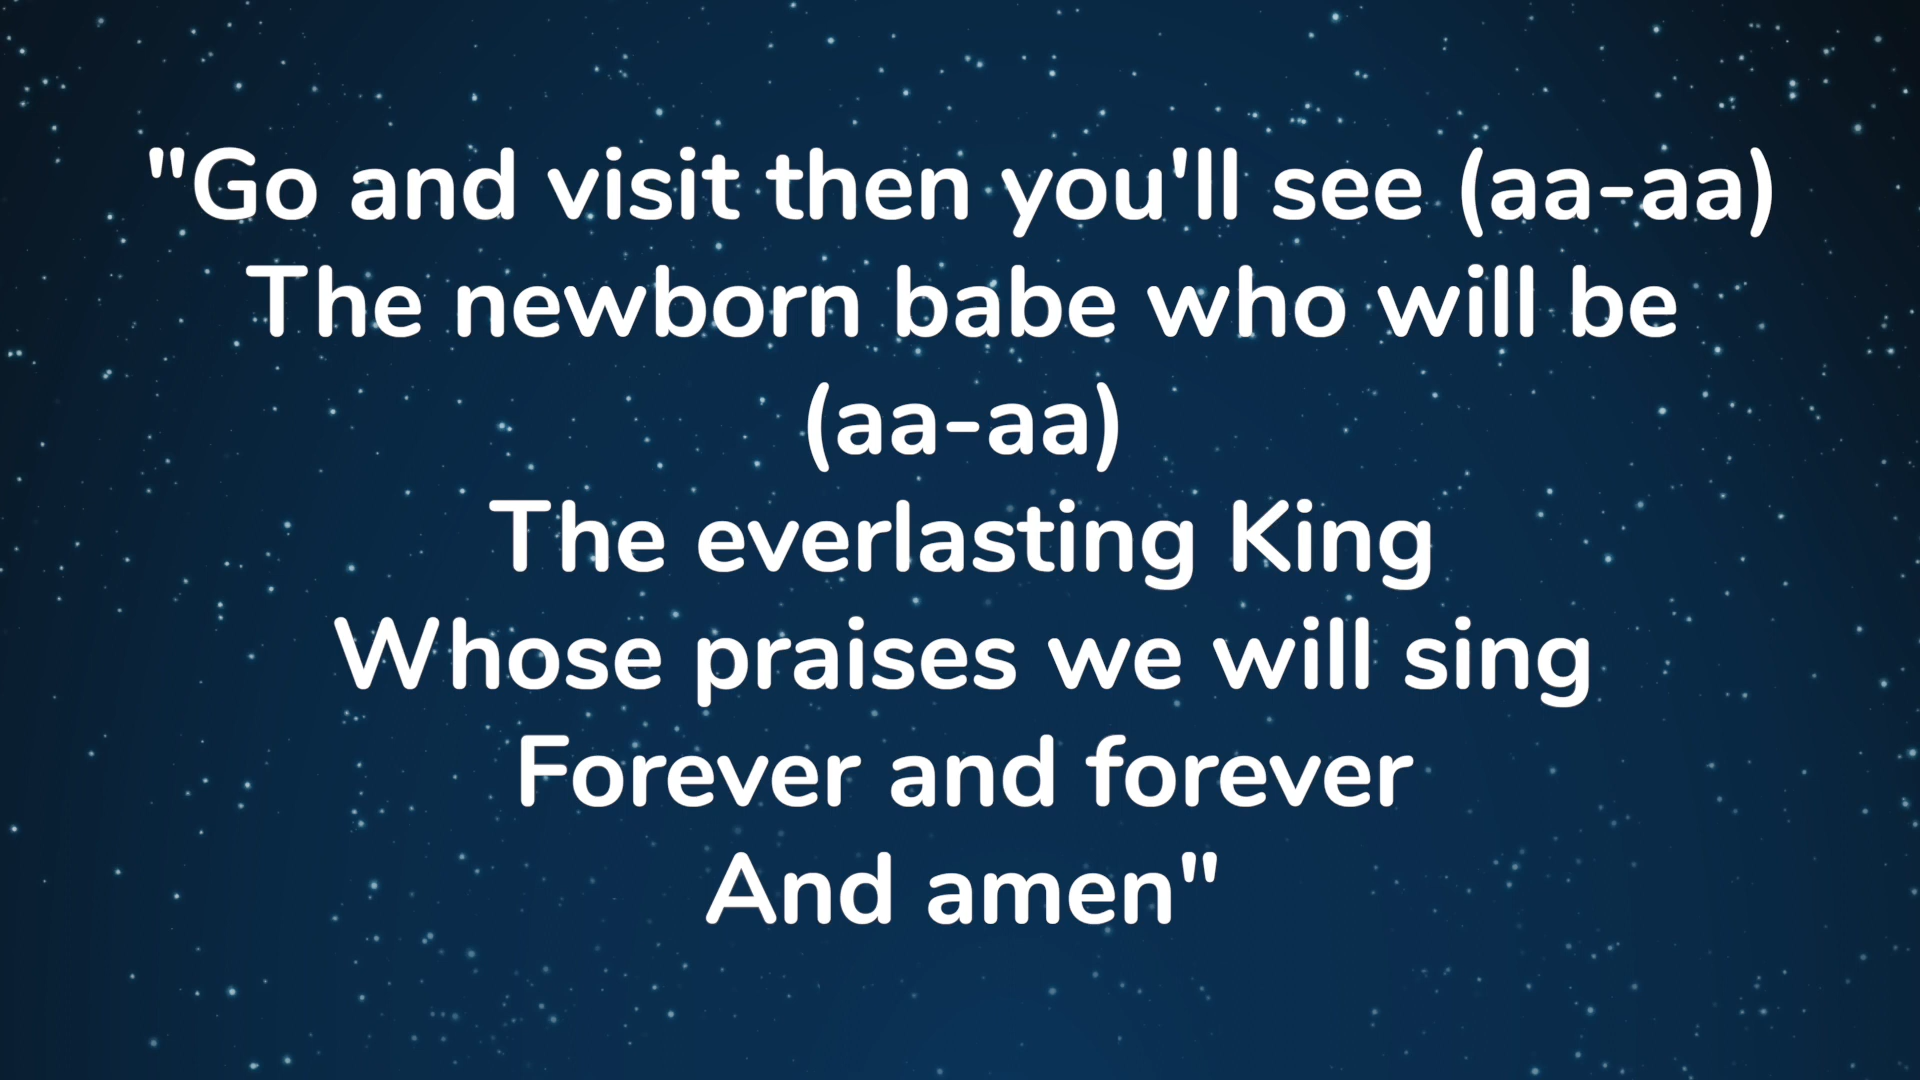 "Go and visit then you'll see (aa-aa)
The newborn babe who will be
(aa-aa)
The everlasting King
Whose praises we will sing
Forever and forever
And amen"